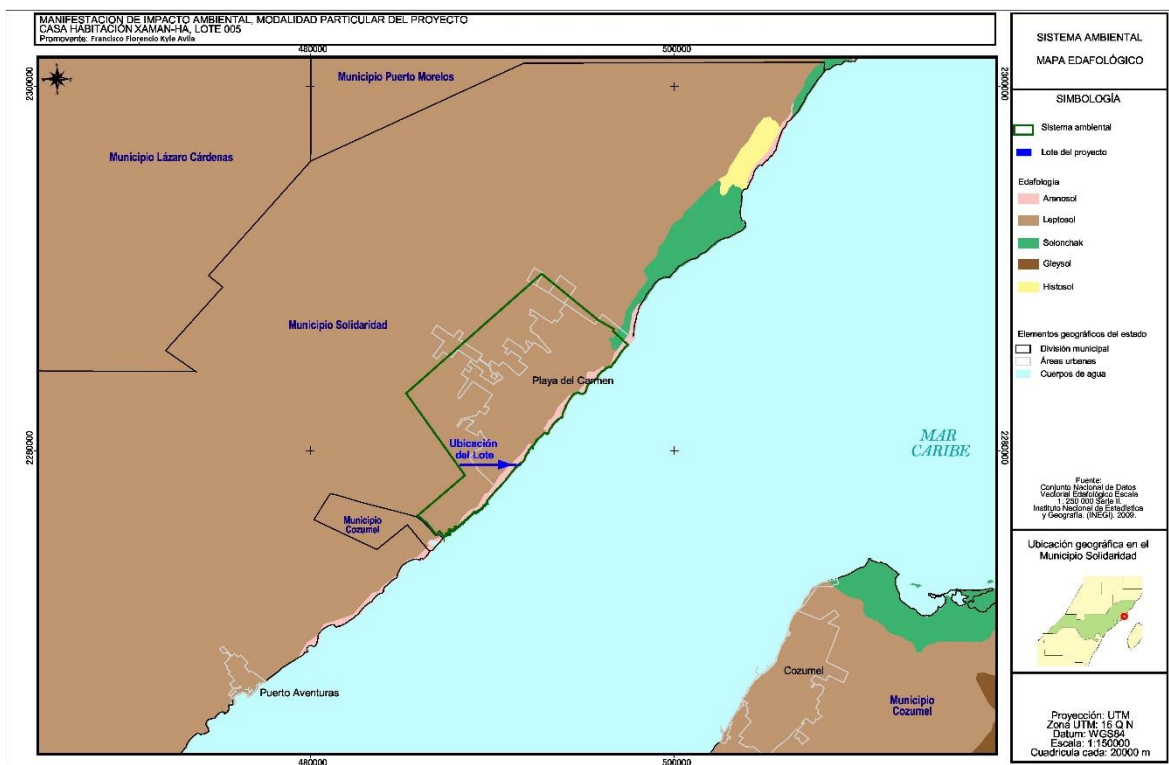 MANIFESTACION DE IMPACTO AMBIENTAL, MODALIDAD PARTICULAR DEL PROYECTO
CASA HABITACIÓN XAMAN-HA, LOTE 005
Promovente: Francisco Florencio Kyle Avila
480000
500000
2300000
2300000
Municipio Puerto Morelos
Municipio Lázaro Cárdenas
Municipio Solidaridad
Playa del Carmen
Ubicación
del Lote
2280000
2280000
MAR
CARIBE
Municipio
Cozumel
Puerto Aventuras
Cozumel
Municipio
Cozumel
480000
500000
SISTEMA AMBIENTAL
MAPA EDAFOLÓGICO
SIMBOLOGÍA
Sistema ambiental
Lote del proyecto
Edafología
Arenosol
Leptosol
Solonchak
Gleysol
Histosol
Elementos geográficos del estado
División municipal
Áreas urbanas
Cuerpos de agua
Fuente:
Conjunto Nacional de Datos
Vectorial Edafológico Escala
1: 250 000 Serie II.
Instituto Nacional de Estadística
y Geografía. (INEGI). 2009.
Ubicación geográfica en el
Municipio Solidaridad
Proyección: UTM
Zona UTM: 16 Q N
Datum: WGS84
Escala: 1:150000
Cuadrícula cada: 20000 m